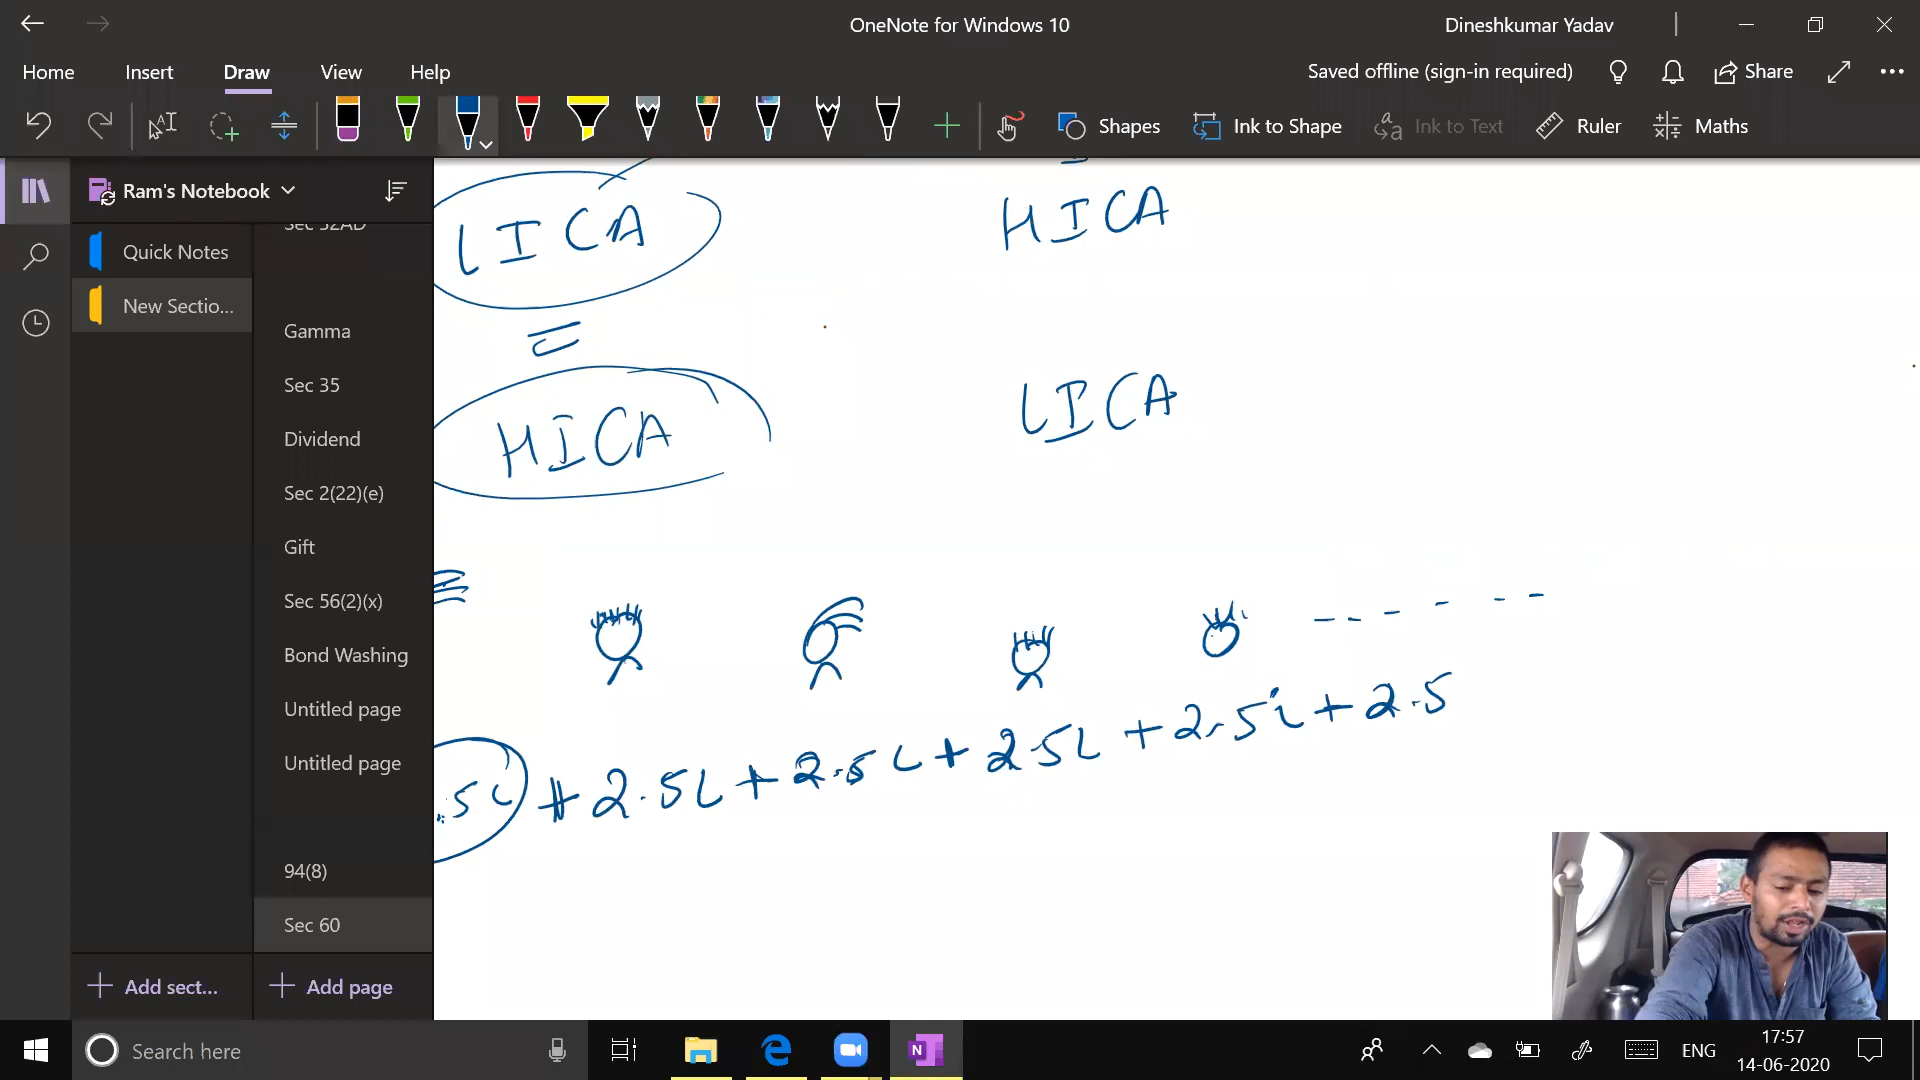 OneNote for Windows 10
Dineshkumar Yadav
Home Insert Draw View Help
Saved offline (sign-in required)
Share
Shapes
Ink to Shape
Ink to Text
Ruler
Maths
Ram's Notebook
Quick Notes
New Sectio...
Sec 32AD
Gamma
Sec 35
Dividend
Sec 2(22)(e)
Gift
Sec 56(2)(x)
Bond Washing
Untitled page
Untitled page
94(8)
Sec 60
Add sect...
Add page
LICA HICA
=
HICA LICA
.5L + 2.5L + 2.5L + 2.5L + 2.5L + 2.5
Search here
ENG
17:57
14-06-2020